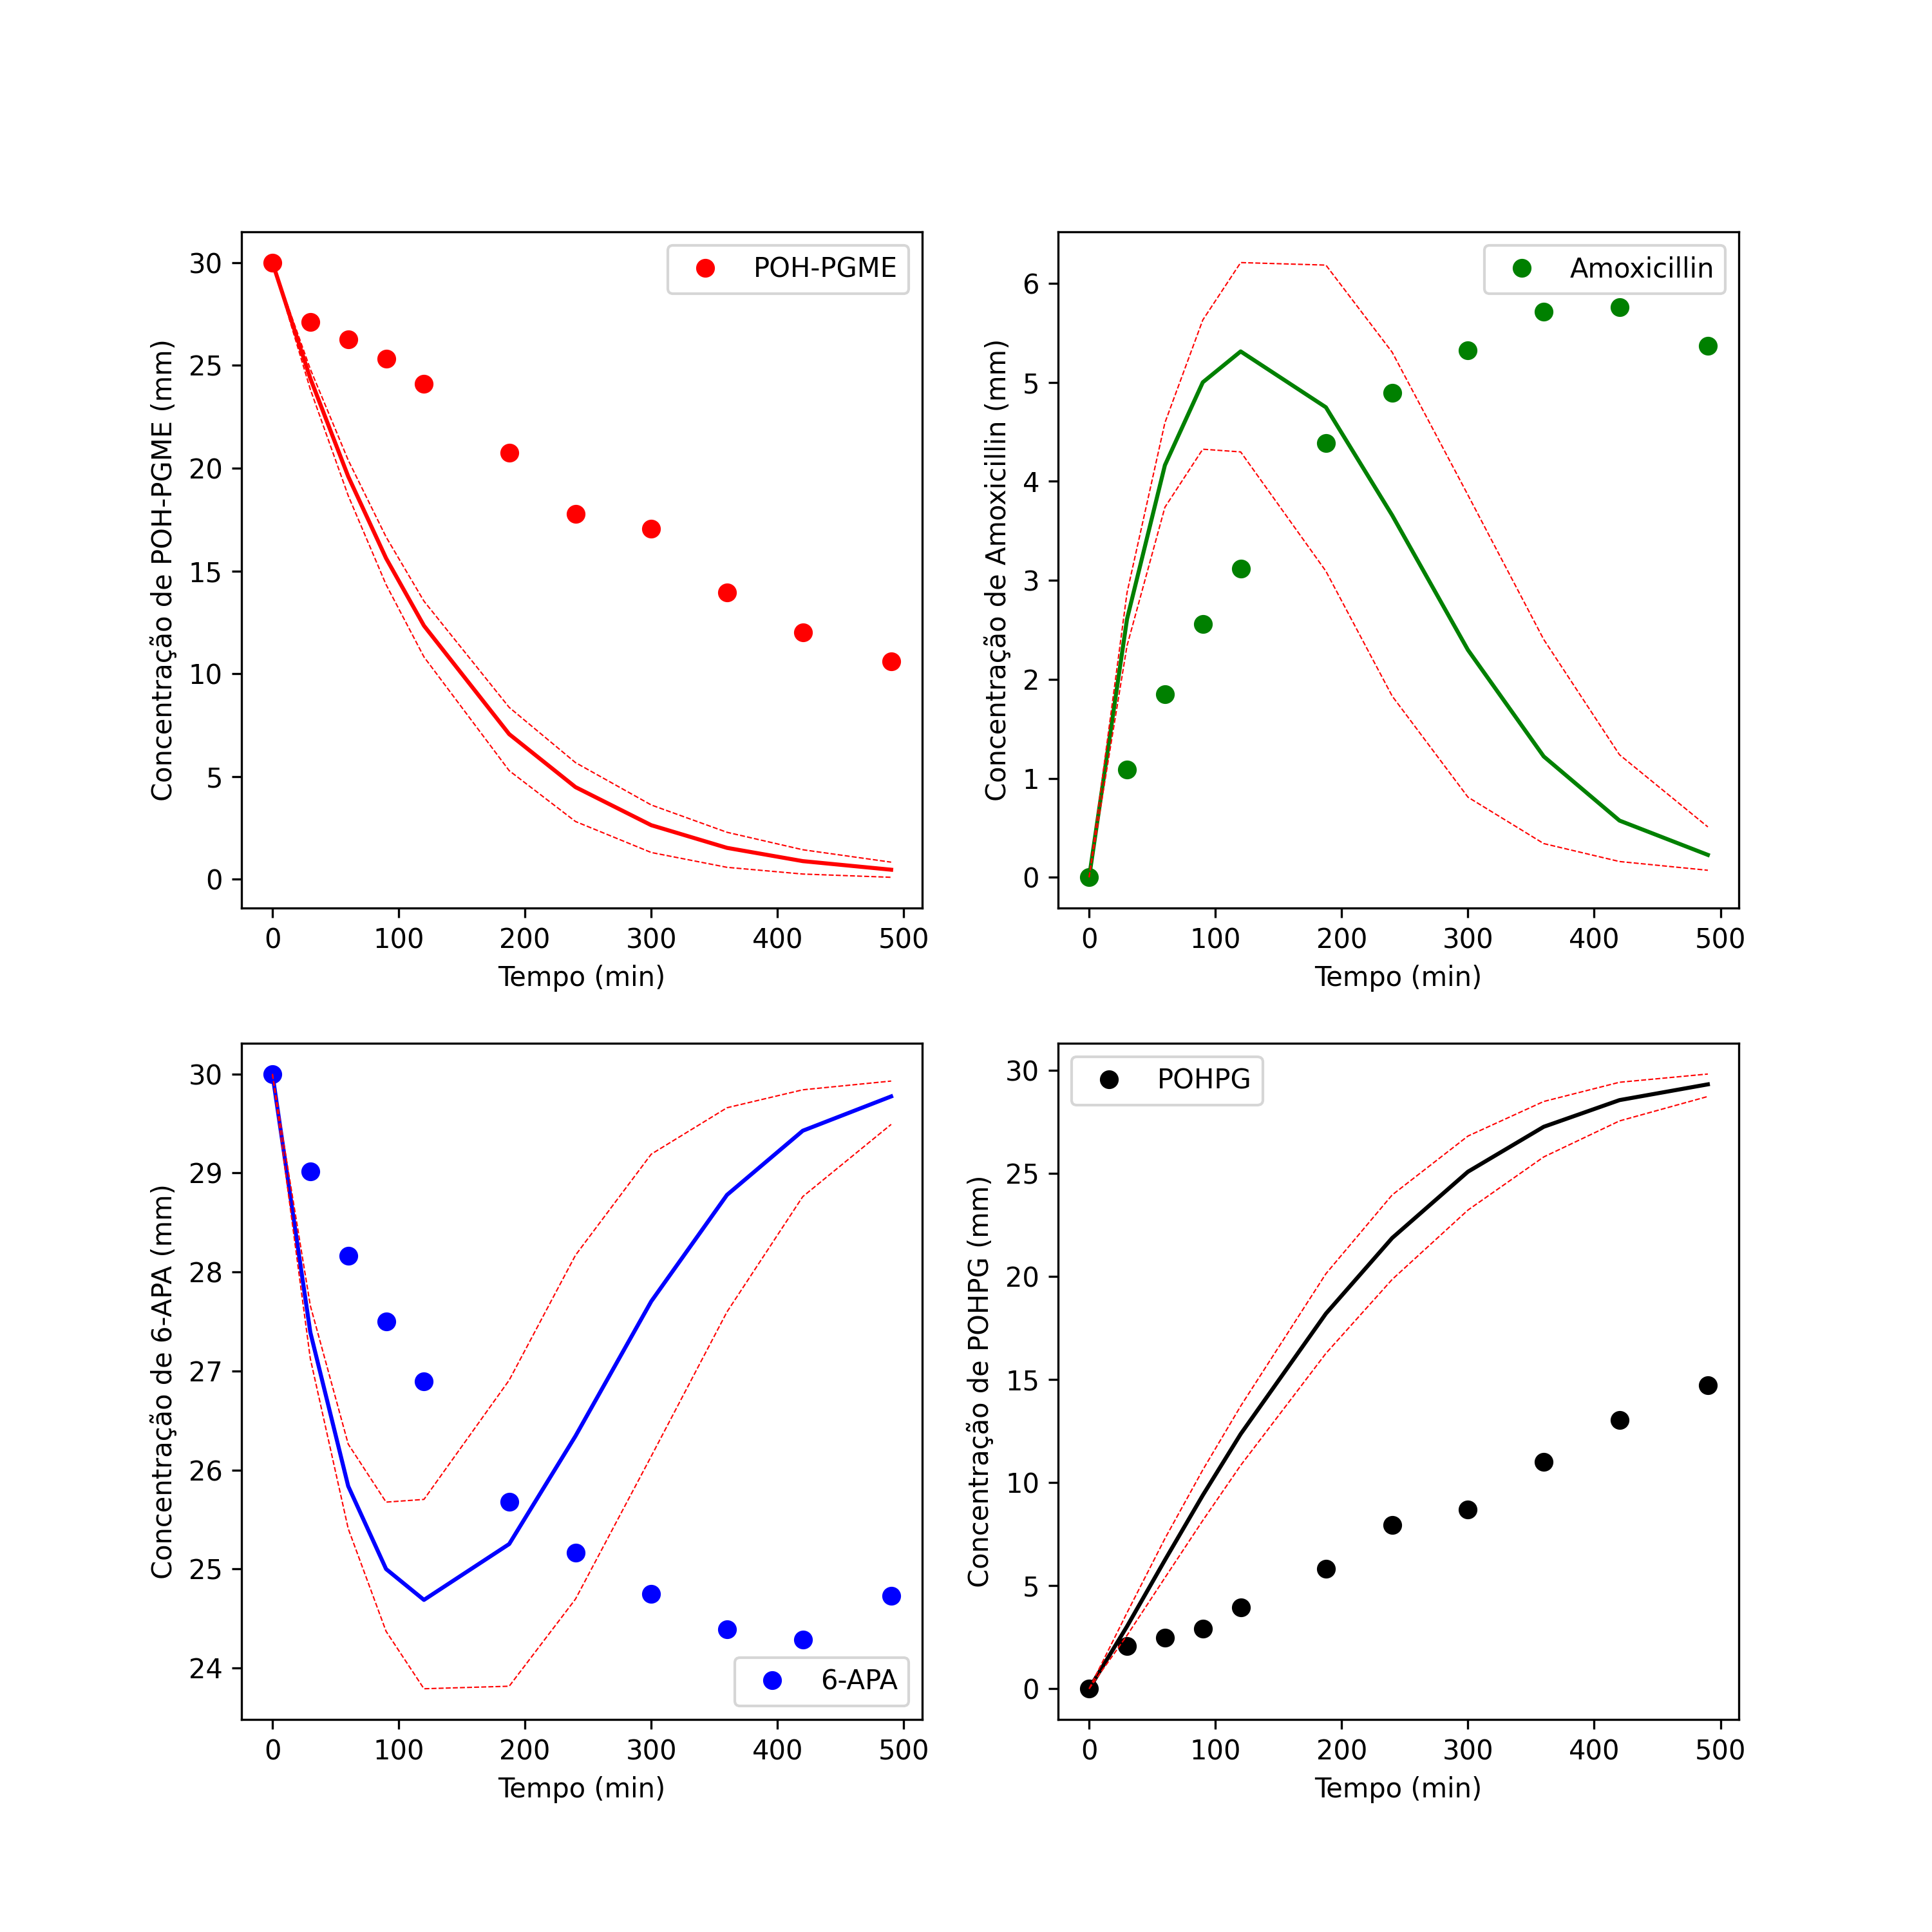 Concentração de POH-PGME (mm)
30
25
20
15
10
5
0
POH-PGME
0 100 200 300 400 500
Tempo (min)
Concentração de Amoxicillin (mm)
6
5
4
3
2
1
0
Amoxicillin
0 100 200 300 400 500
Tempo (min)
Concentração de 6-APA (mm)
30
29
28
27
26
25
24
6-APA
0 100 200 300 400 500
Tempo (min)
Concentração de POHPG (mm)
30
25
20
15
10
5
0
POHPG
0 100 200 300 400 500
Tempo (min)